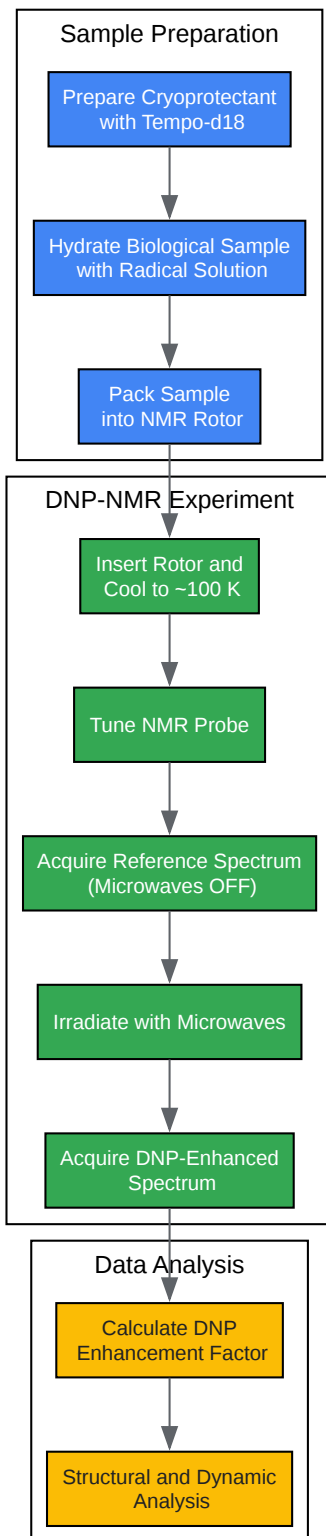 Sample Preparation
Prepare Cryoprotectant
with Tempo-d18
Hydrate Biological Sample
with Radical Solution
Pack Sample
into NMR Rotor
DNP-NMR Experiment
Insert Rotor and
Cool to ~100 K
Tune NMR Probe
Acquire Reference Spectrum
(Microwaves OFF)
Irradiate with Microwaves
Acquire DNP-Enhanced
Spectrum
Data Analysis
Calculate DNP
Enhancement Factor
Structural and Dynamic
Analysis